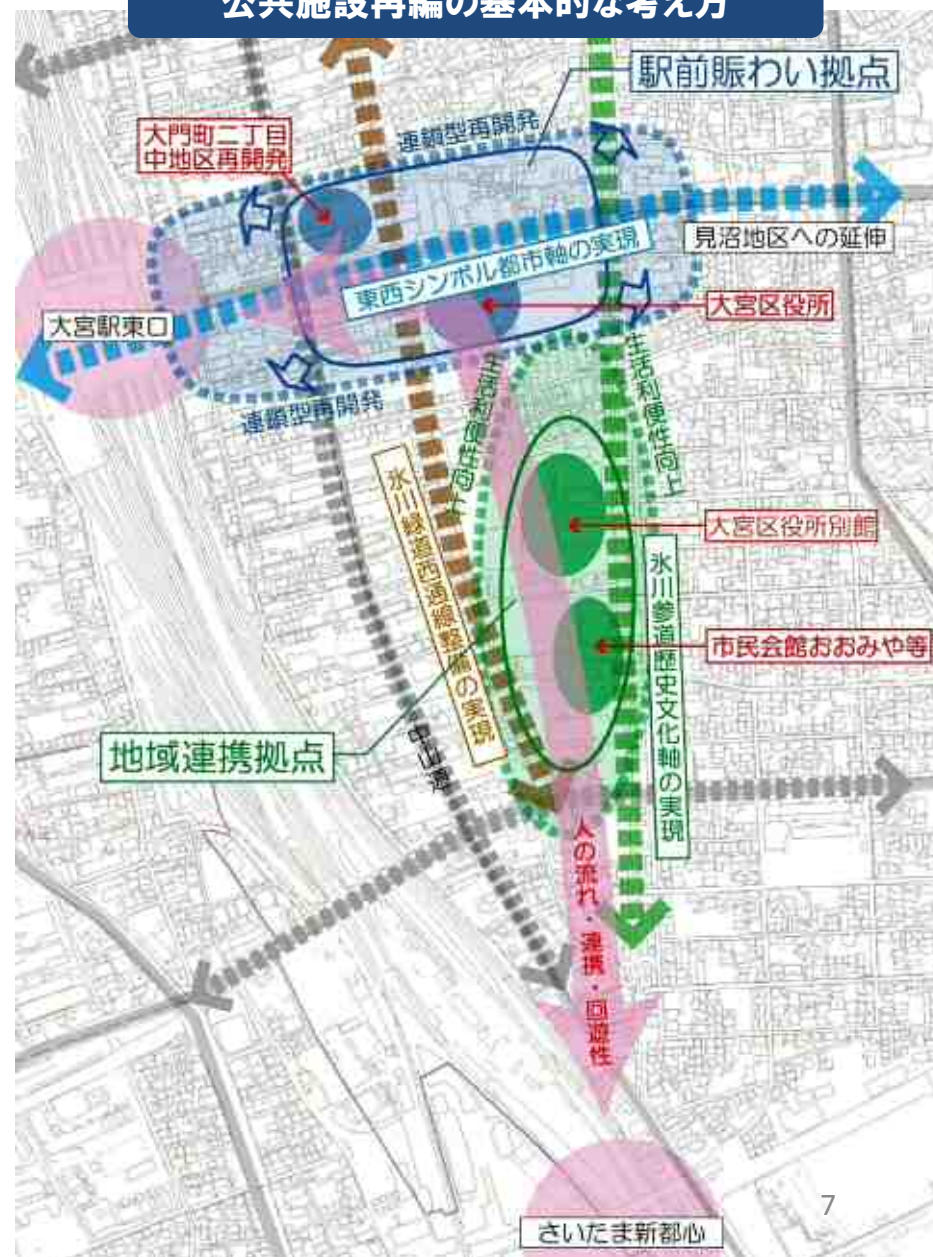 公共施設再編の基本的な考え方
駅前賑わい拠点
大門町二丁目
中地区再開発
連鎖型再開発
見沼地区への延伸
東西シンボル都市軸の実現
大宮区役所
大宮駅東口
連鎖型再開発
生活利便性向上
生活利便性向上
大宮区役所別館
氷川緑道西通線整備の実現
氷川参道歴史文化軸の実現
市民会館おおみや等
地域連携拠点
中山道
人の流れ・連携・回遊性
さいたま新都心
7